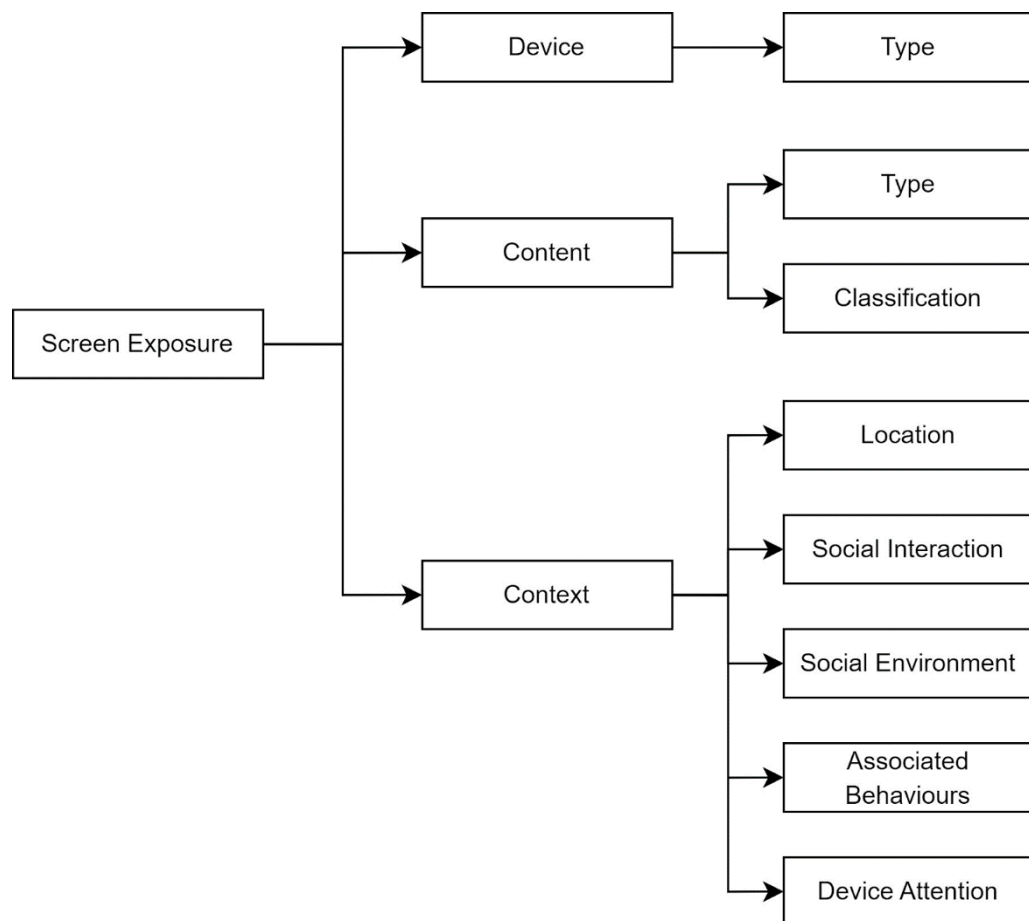 Device
Type
Type
Content
Classification
Screen Exposure
Location
Social Interaction
Context
Social Environment
Associated
Behaviours
Device Attention